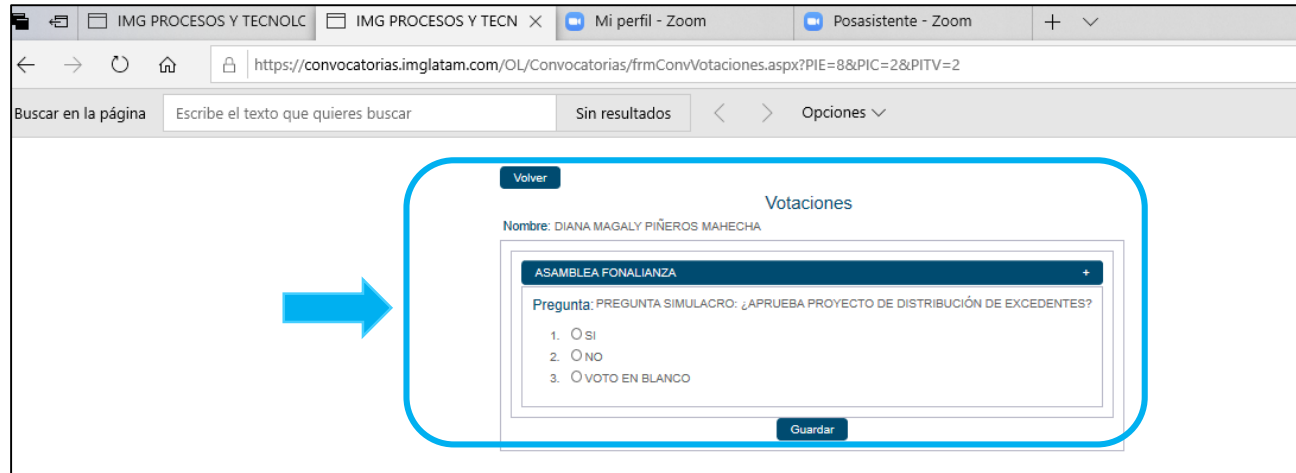 IMG PROCESOS Y TECNOLC
IMG PROCESOS Y TECN
Mi perfil - Zoom
Posasistente - Zoom
https://convocatorias.imglatam.com/OL/Convocatorias/frmConvVotaciones.aspx?PIE=8&PIC=2&PITV=2
Buscar en la página
Escribe el texto que quieres buscar
Sin resultados
Opciones
Volver
Votaciones
Nombre: DIANA MAGALY PIÑEROS MAHECHA
ASAMBLEA FONALIANZA +
Pregunta: PREGUNTA SIMULACRO: ¿APRUEBA PROYECTO DE DISTRIBUCIÓN DE EXCEDENTES?
1. SI
2. NO
3. VOTO EN BLANCO
Guardar